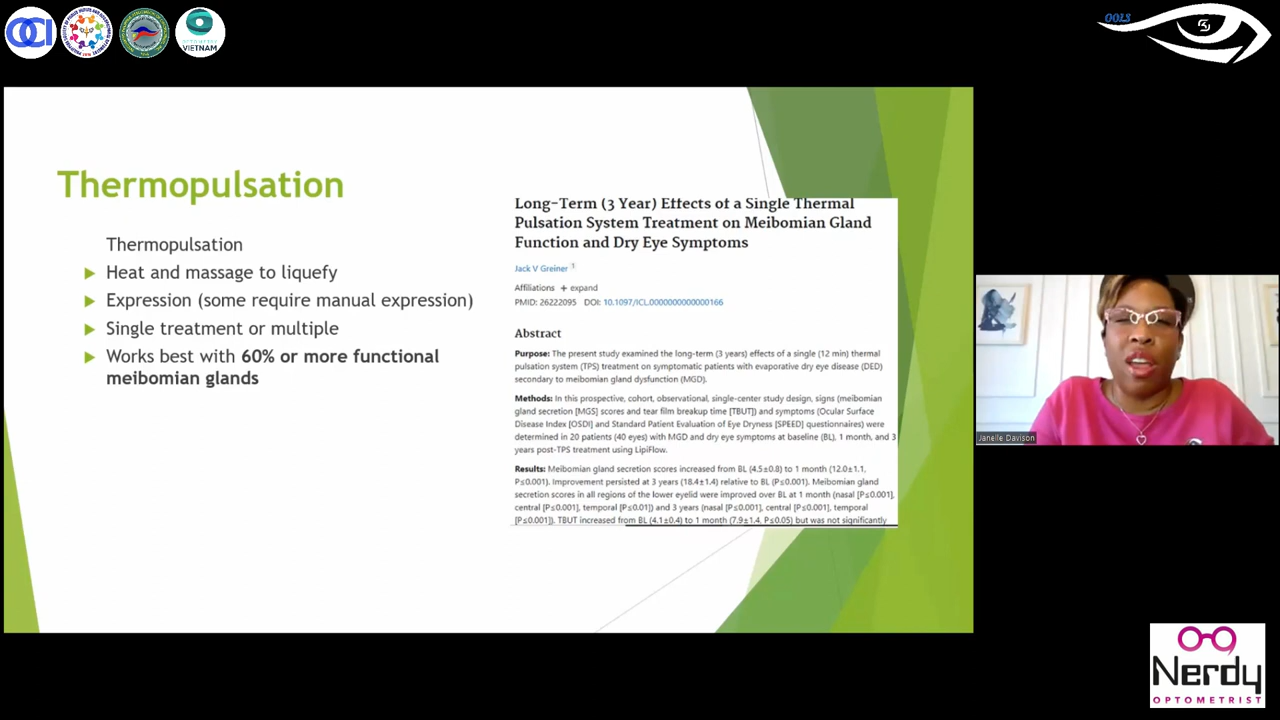 OCI
VIETNAM
OOLS
Thermopulsation
Thermopulsation
Heat and massage to liquefy
Expression (some require manual expression)
Single treatment or multiple
Works best with 60% or more functional
meibomian glands
Long-Term (3 Year) Effects of a Single Thermal
Pulsation System Treatment on Meibomian Gland
Function and Dry Eye Symptoms
Jack V Greiner 1
Affiliations + expand
PMID: 26222095 DOI: 10.1097/ICL.0000000000000166
Abstract
Purpose: The present study examined the long-term (3 years) effects of a single (12 min) thermal
pulsation system (TPS) treatment on symptomatic patients with evaporative dry eye disease (DED)
secondary to meibomian gland dysfunction (MGD).
Methods: In this prospective, cohort, observational, single-center study design, signs (meibomian
gland secretion [MGS] scores and tear film breakup time [TBUT]) and symptoms (Ocular Surface
Disease Index [OSDI] and Standard Patient Evaluation of Eye Dryness [SPEED] questionnaires) were
determined in 20 patients (40 eyes) with MGD and dry eye symptoms at baseline (BL), 1 month, and 3
years post-TPS treatment using LipiFlow.
Results: Meibomian gland secretion scores increased from BL (4.5±0.8) to 1 month (12.0±1.1,
P≤0.001). Improvement persisted at 3 years (18.4±1.4) relative to BL (P≤0.001). Meibomian gland
secretion scores in all regions of the lower eyelid were improved over BL at 1 month (nasal [P≤0.001],
central [P≤0.001], temporal [P≤0.01]) and 3 years (nasal [P≤0.001], central [P≤0.001], temporal
[P≤0.001]). TBUT increased from BL (4.1±0.4) to 1 month (7.9±1.4, P≤0.05) but was not significantly
Janelle Davison
Nerdy
OPTOMETRIST